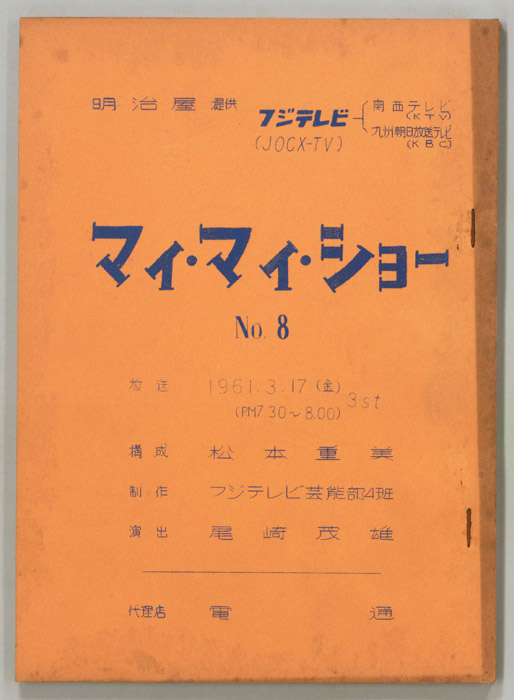 明治屋 提供
フジテレビ
(JOCX-TV)
関西テレビ
(KTV)
九州朝日放送テレビ
(KBC)
マイ・マイ・ショー
No. 8
放送 1961.3.17(金)
(PM7.30〜8.00) 3st
構成 松本重美
制作 フジテレビ芸能部4班
演出 尾崎茂雄
代理店 電通